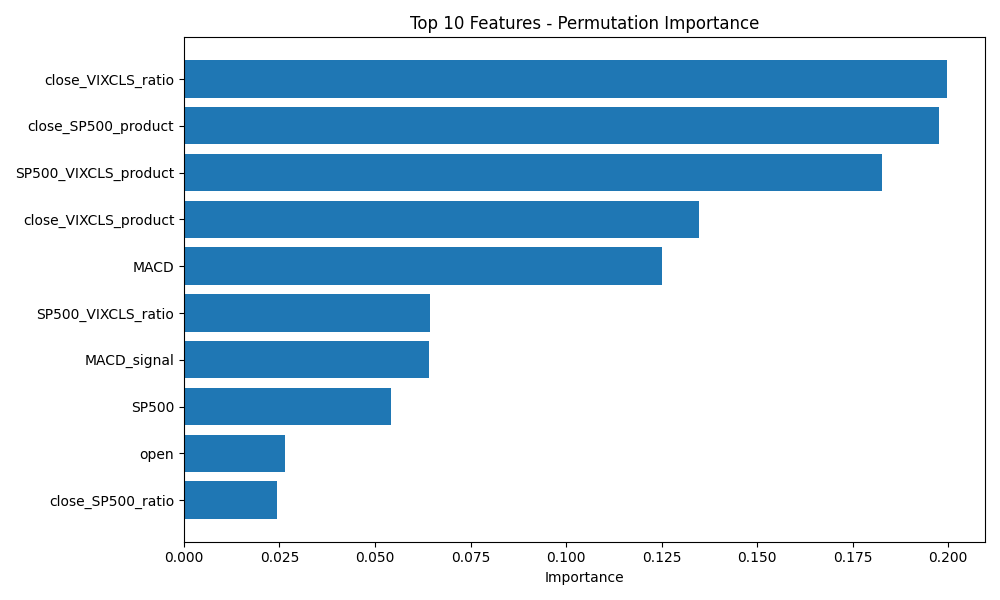 Top 10 Features - Permutation Importance
close_VIXCLS_ratio
close_SP500_product
SP500_VIXCLS_product
close_VIXCLS_product
MACD
SP500_VIXCLS_ratio
MACD_signal
SP500
open
close_SP500_ratio
0.000 0.025 0.050 0.075 0.100 0.125 0.150 0.175 0.200
Importance